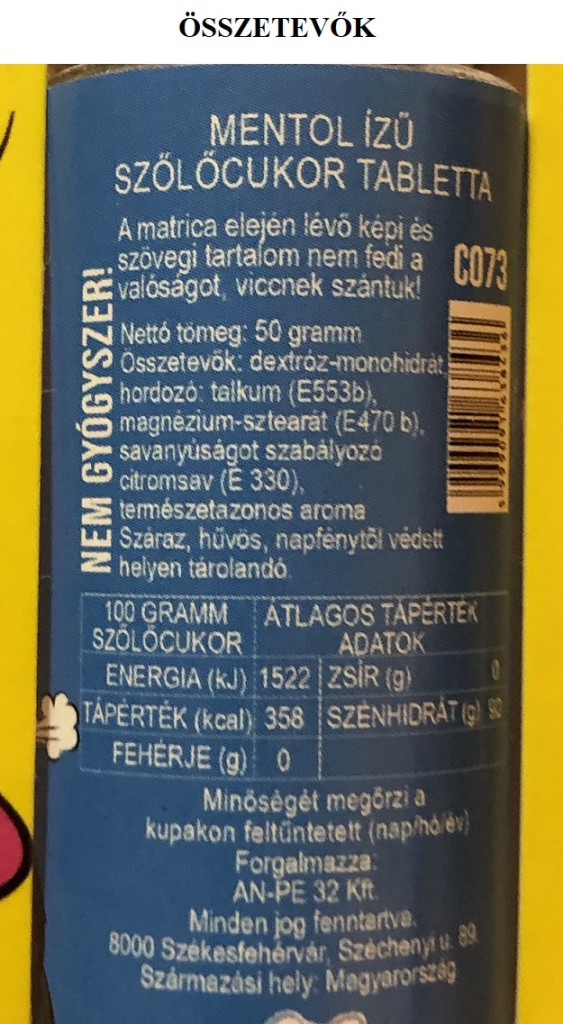 ÖSSZETEVŐK
MENTOL ÍZŰ
SZŐLŐCUKOR TABLETTA
A matrica elején lévő képi és
szövegi tartalom nem fedi a
valóságot, viccnek szántuk!
C073
NEM GYÓGYSZER!
Nettó tömeg: 50 gramm
Összetevők: dextróz-monohidrát,
hordozó: talkum (E553b),
magnézium-sztearát (E470 b),
savanyúságot szabályozó
citromsav (E 330),
természetazonos aroma
Száraz, hűvös, napfénytől védett
helyen tárolandó.
100 GRAMM SZŐLŐCUKOR ÁTLAGOS TÁPÉRTÉK ADATOK
ENERGIA (kJ) 1522 ZSÍR (g) 0
TÁPÉRTÉK (kcal) 358 SZÉNHIDRÁT (g) 92
FEHÉRJE (g) 0
Minőségét megőrzi a
kupakon feltűntetett (nap/hó/év)
Forgalmazza:
AN-PE 32 Kft.
Minden jog fenntartva.
8000 Székesfehérvár, Széchenyi u. 89.
Származási hely: Magyarország